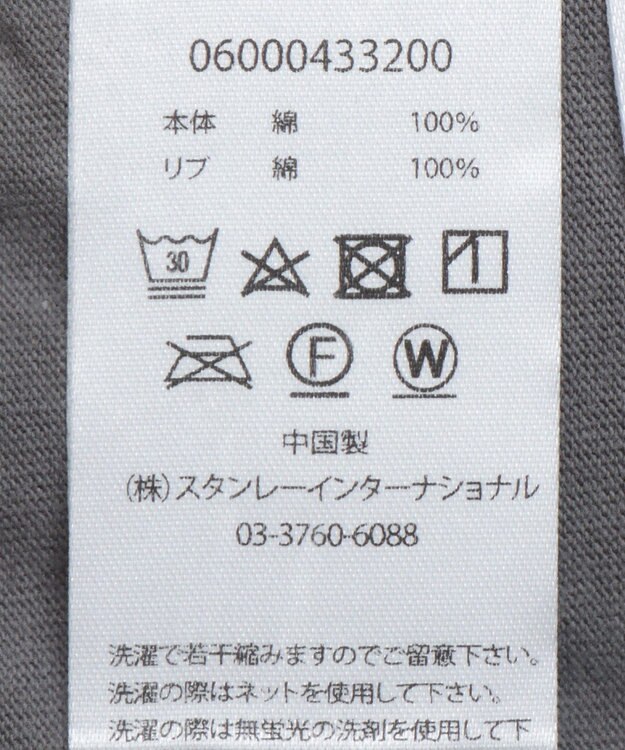 06000433200
本体 綿 100%
リブ 綿 100%
30
F W
中国製
(株)スタンレーインターナショナル
03-3760-6088
洗濯で若干縮みますのでご留意下さい。
洗濯の際はネットを使用して下さい。
洗濯の際は無蛍光の洗剤を使用して下